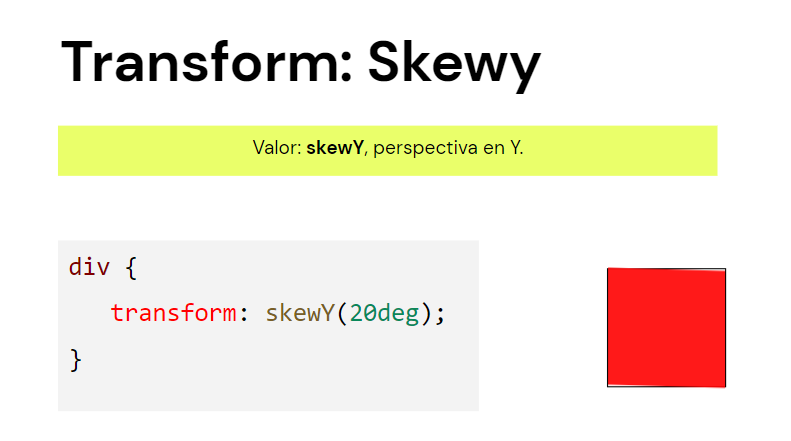 Transform: Skewy
Valor: skewY, perspectiva en Y.
div {
transform: skewY(20deg);
}